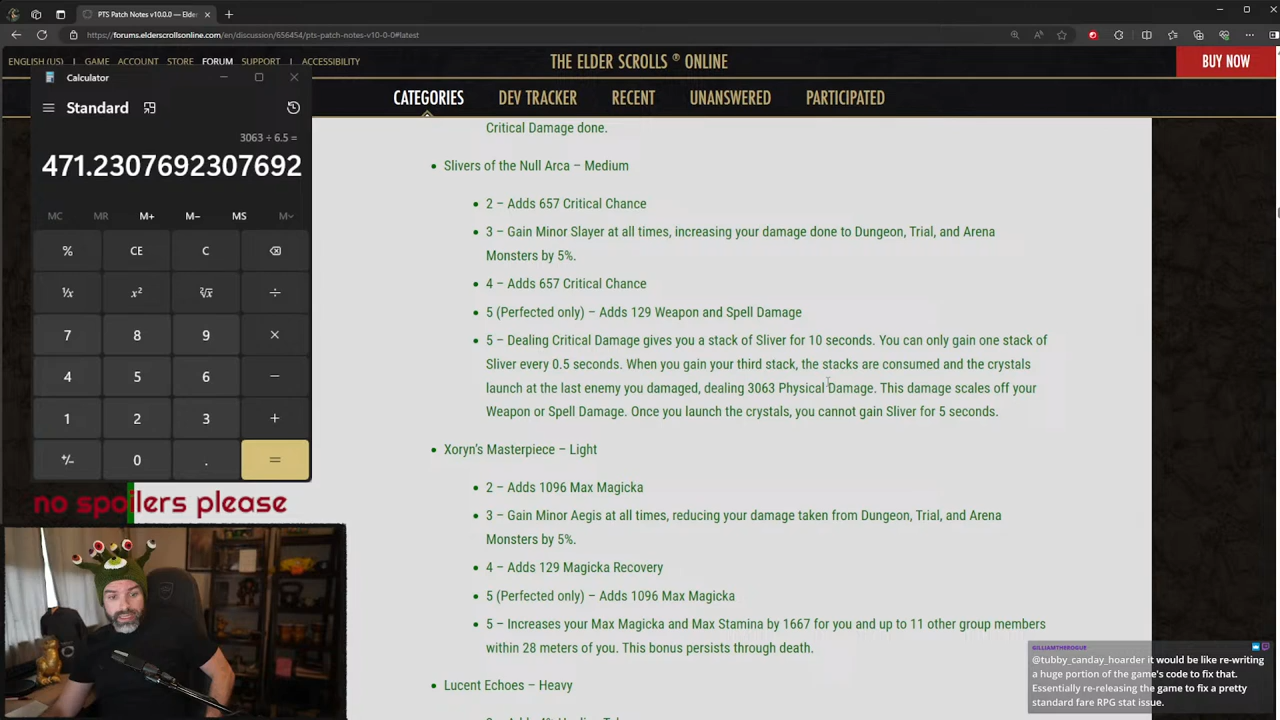 PTS Patch Notes v10.0.0 — Elder
https://forums.elderscrollsonline.com/en/discussion/656454/pts-patch-notes-v10-0-0#latest
ENGLISH (US) GAME ACCOUNT STORE FORUM SUPPORT ACCESSIBILITY
THE ELDER SCROLLS ® ONLINE
BUY NOW
CATEGORIES DEV TRACKER RECENT UNANSWERED PARTICIPATED
Calculator
Standard
3063 ÷ 6.5 =
471.2307692307692
MC MR M+ M− MS M˅
% CE C
¹/x x² ²√x ÷
7 8 9 ×
4 5 6 −
1 2 3 +
+/− 0 . =
no spoilers please
Critical Damage done.
• Slivers of the Null Arca – Medium
• 2 – Adds 657 Critical Chance
• 3 – Gain Minor Slayer at all times, increasing your damage done to Dungeon, Trial, and Arena
Monsters by 5%.
• 4 – Adds 657 Critical Chance
• 5 (Perfected only) – Adds 129 Weapon and Spell Damage
• 5 – Dealing Critical Damage gives you a stack of Sliver for 10 seconds. You can only gain one stack of
Sliver every 0.5 seconds. When you gain your third stack, the stacks are consumed and the crystals
launch at the last enemy you damaged, dealing 3063 Physical Damage. This damage scales off your
Weapon or Spell Damage. Once you launch the crystals, you cannot gain Sliver for 5 seconds.
• Xoryn's Masterpiece – Light
• 2 – Adds 1096 Max Magicka
• 3 – Gain Minor Aegis at all times, reducing your damage taken from Dungeon, Trial, and Arena
Monsters by 5%.
• 4 – Adds 129 Magicka Recovery
• 5 (Perfected only) – Adds 1096 Max Magicka
• 5 – Increases your Max Magicka and Max Stamina by 1667 for you and up to 11 other group members
within 28 meters of you. This bonus persists through death.
• Lucent Echoes – Heavy
GILLIAMTHEROGUE
@tubby_canday_hoarder it would be like re-writing
a huge portion of the game's code to fix that.
Essentially re-releasing the game to fix a pretty
standard fare RPG stat issue.